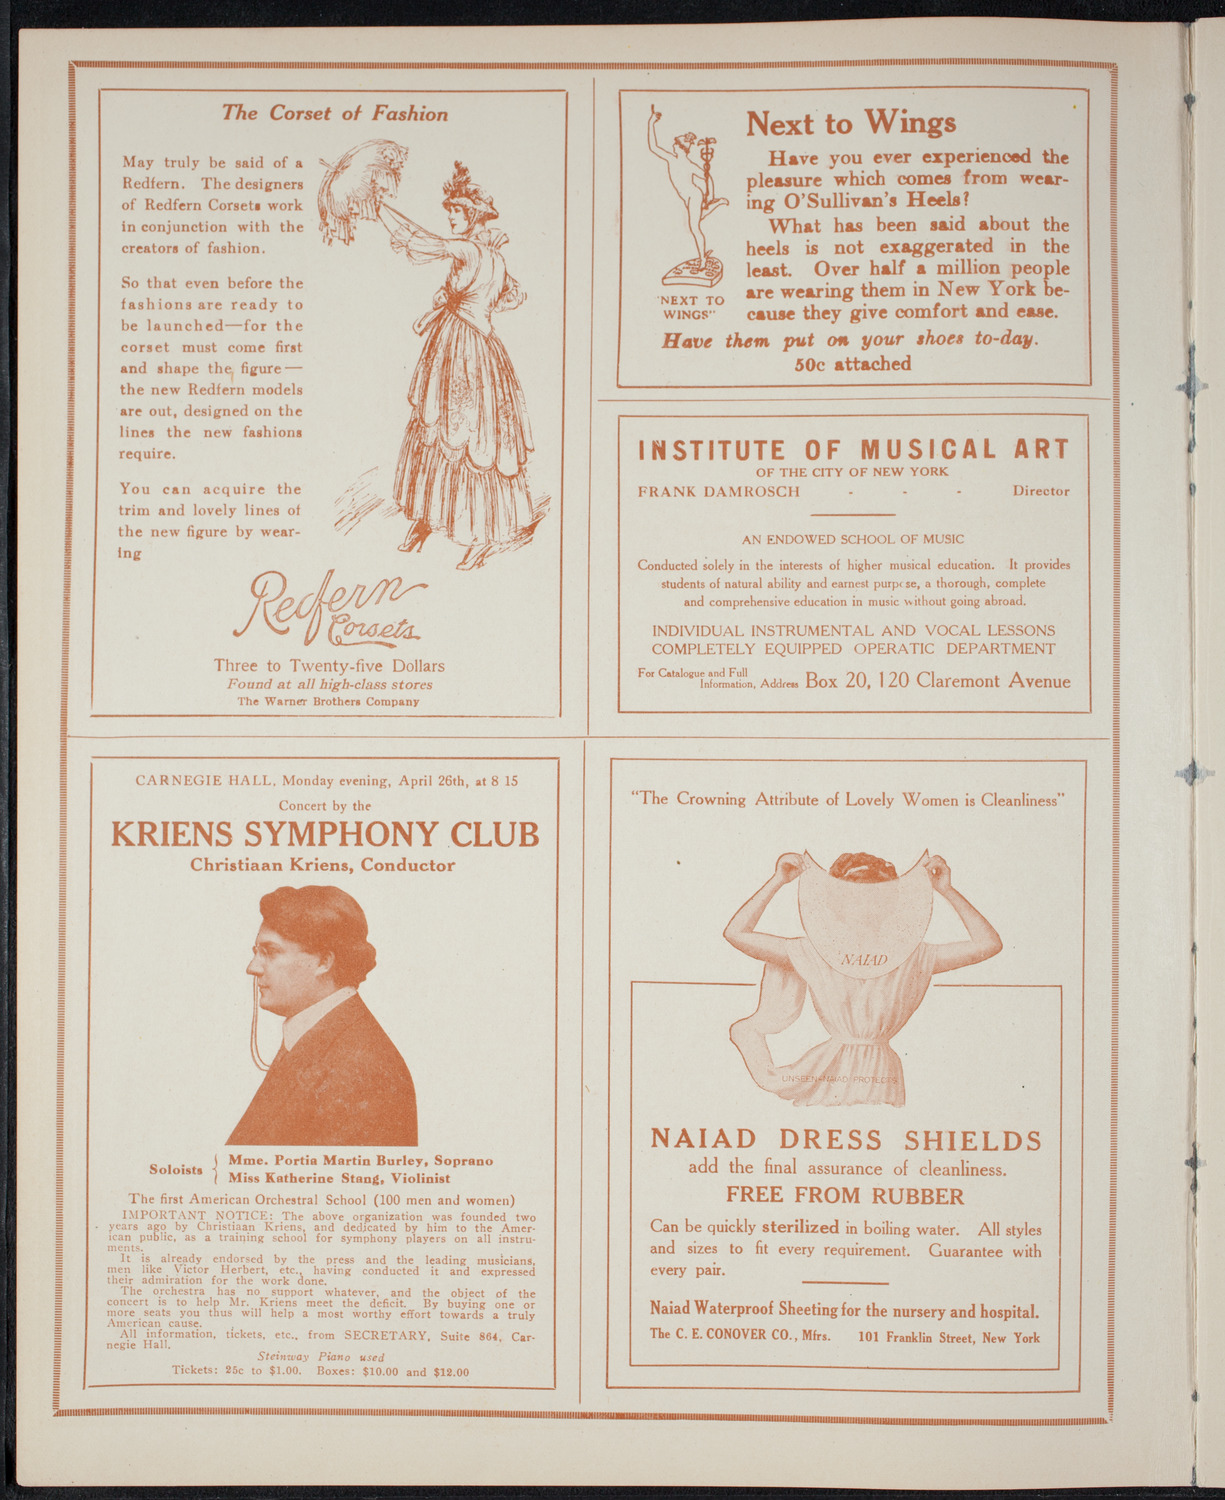 The Corset of Fashion
May truly be said of a
Redfern. The designers
of Redfern Corsets work
in conjunction with the
creators of fashion.
So that even before the
fashions are ready to
be launched—for the
corset must come first
and shape the figure—
the new Redfern models
are out, designed on the
lines the new fashions
require.
You can acquire the
trim and lovely lines of
the new figure by wear-
ing
Redfern
Corsets
Three to Twenty-five Dollars
Found at all high-class stores
The Warner Brothers Company
Next to Wings
Have you ever experienced the
pleasure which comes from wear-
ing O'Sullivan's Heels?
What has been said about the
heels is not exaggerated in the
least. Over half a million people
are wearing them in New York be-
cause they give comfort and ease.
"NEXT TO
WINGS"
Have them put on your shoes to-day.
50c attached
INSTITUTE OF MUSICAL ART
OF THE CITY OF NEW YORK
FRANK DAMROSCH - - - Director
AN ENDOWED SCHOOL OF MUSIC
Conducted solely in the interests of higher musical education. It provides
students of natural ability and earnest purpose, a thorough, complete
and comprehensive education in music without going abroad.
INDIVIDUAL INSTRUMENTAL AND VOCAL LESSONS
COMPLETELY EQUIPPED OPERATIC DEPARTMENT
For Catalogue and Full
Information, Address Box 20, 120 Claremont Avenue
CARNEGIE HALL, Monday evening, April 26th, at 8 15
Concert by the
KRIENS SYMPHONY CLUB
Christiaan Kriens, Conductor
Soloists { Mme. Portia Martin Burley, Soprano
Miss Katherine Stang, Violinist
The first American Orchestral School (100 men and women)
IMPORTANT NOTICE: The above organization was founded two
years ago by Christiaan Kriens, and dedicated by him to the Amer-
ican public, as a training school for symphony players on all instru-
ments.
It is already endorsed by the press and the leading musicians,
men like Victor Herbert, etc., having conducted it and expressed
their admiration for the work done.
The orchestra has no support whatever, and the object of the
concert is to help Mr. Kriens meet the deficit. By buying one or
more seats you thus will help a most worthy effort towards a truly
American cause.
All information, tickets, etc., from SECRETARY, Suite 864, Car-
negie Hall.
Steinway Piano used
Tickets: 25c to $1.00. Boxes: $10.00 and $12.00
"The Crowning Attribute of Lovely Women is Cleanliness"
NAIAD
UNSEEN-NAIAD PROTECTS
NAIAD DRESS SHIELDS
add the final assurance of cleanliness.
FREE FROM RUBBER
Can be quickly sterilized in boiling water. All styles
and sizes to fit every requirement. Guarantee with
every pair.
Naiad Waterproof Sheeting for the nursery and hospital.
The C. E. CONOVER CO., Mfrs. 101 Franklin Street, New York